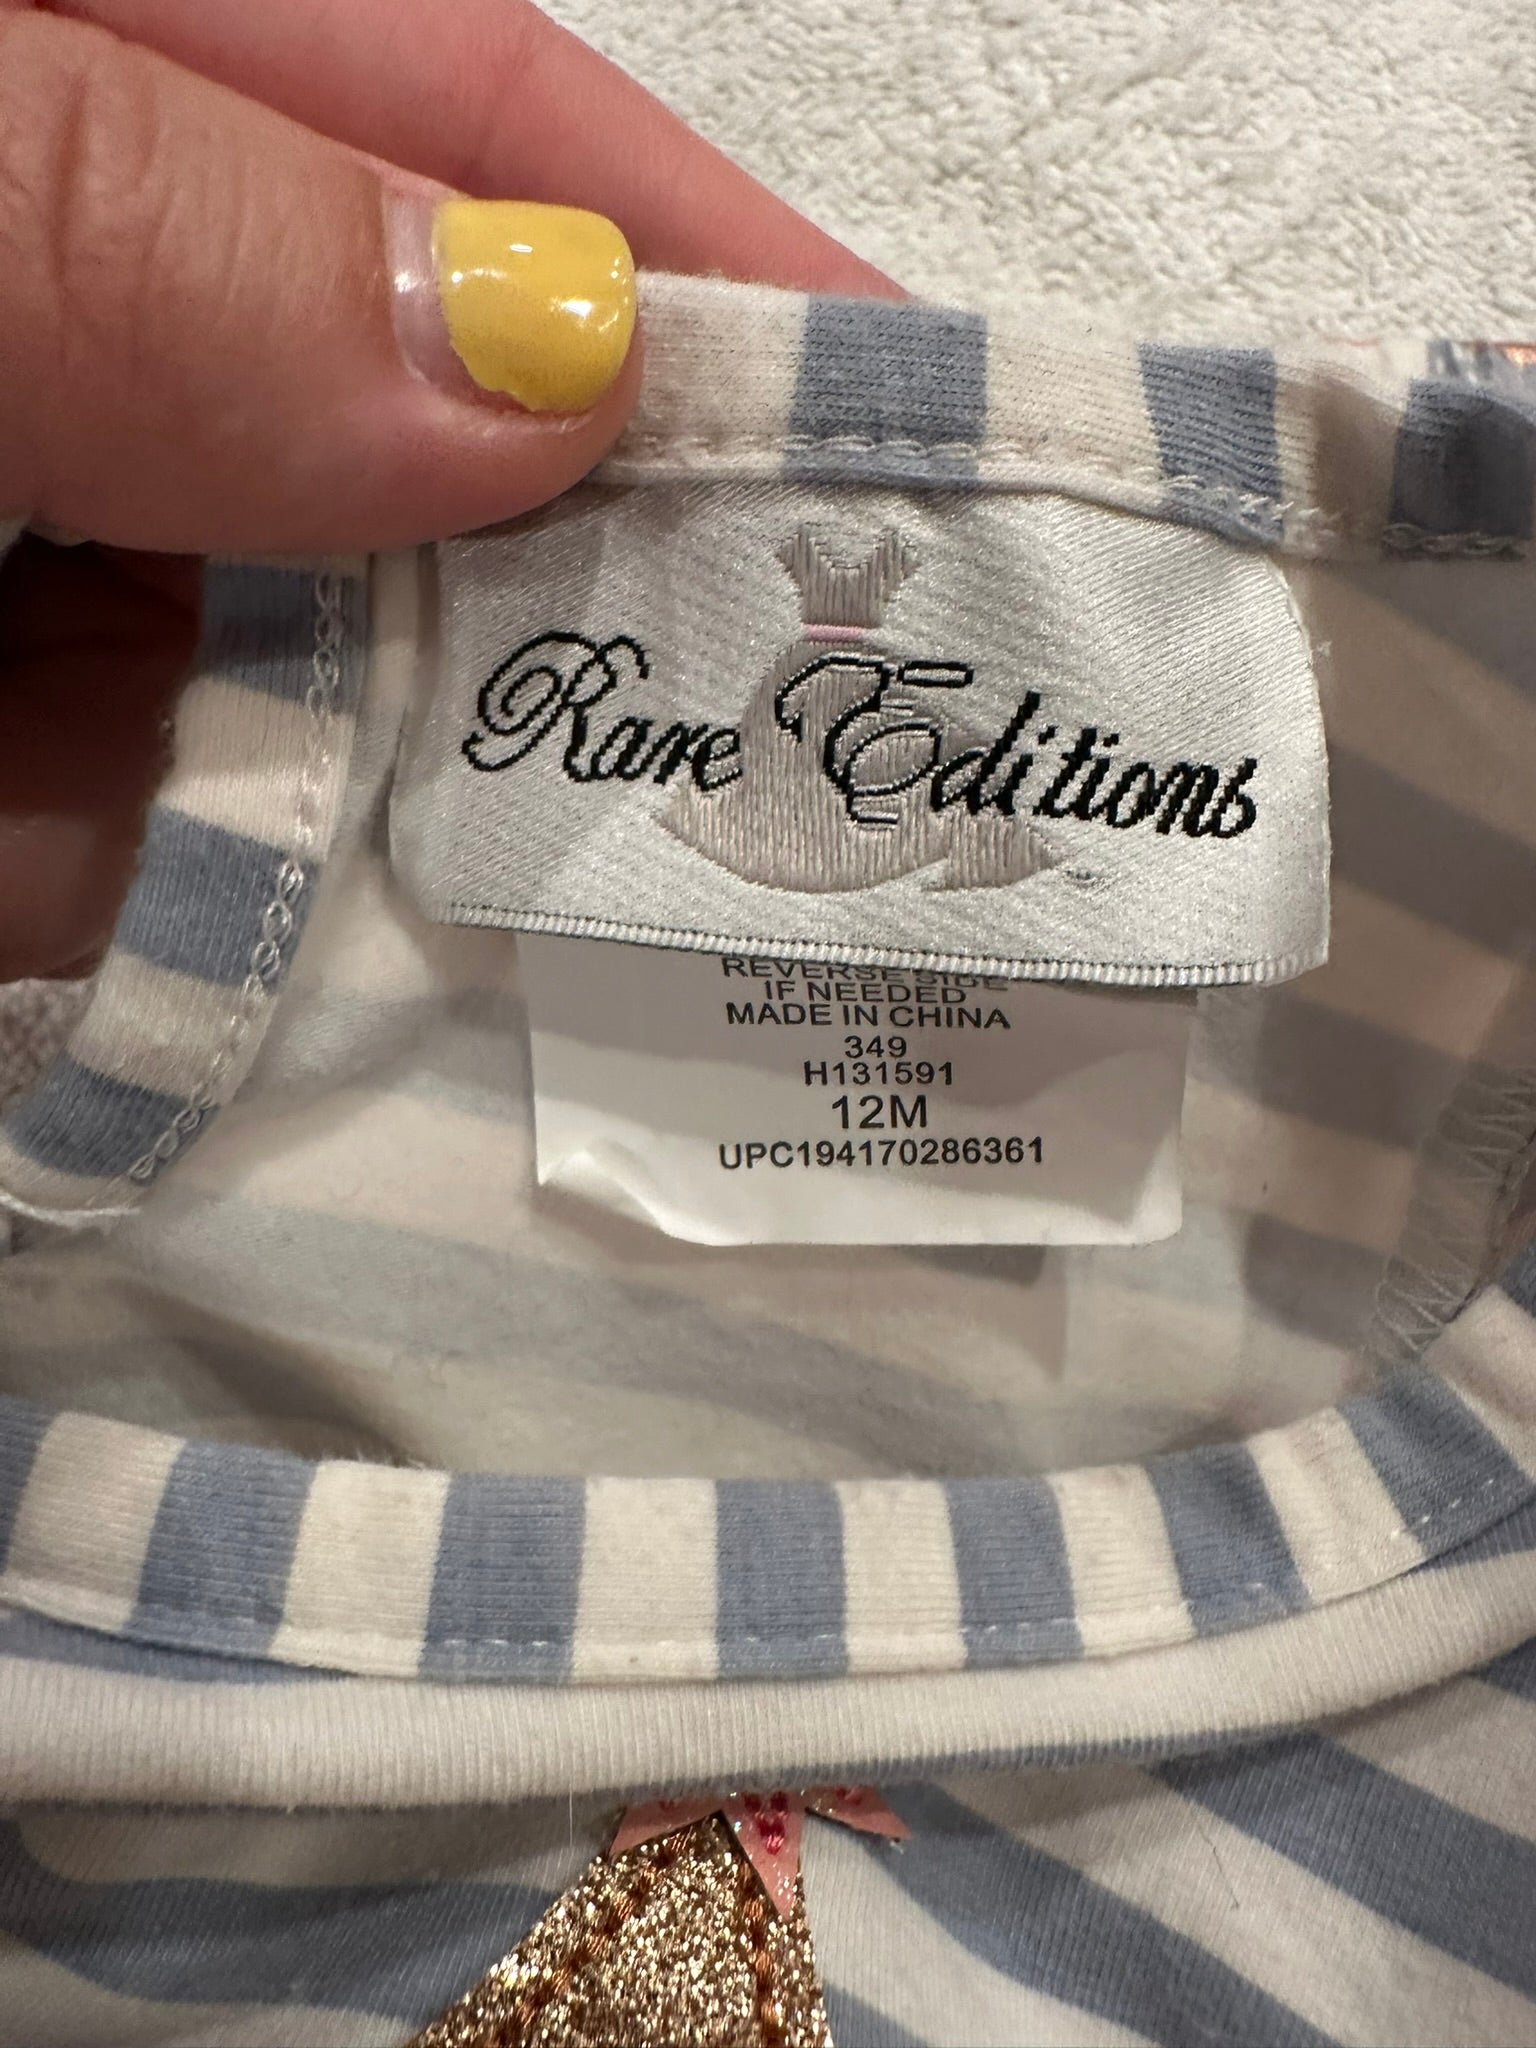 Rare Editions
REVERSE SIDE
IF NEEDED
MADE IN CHINA
349
H131591
12M
UPC194170286361